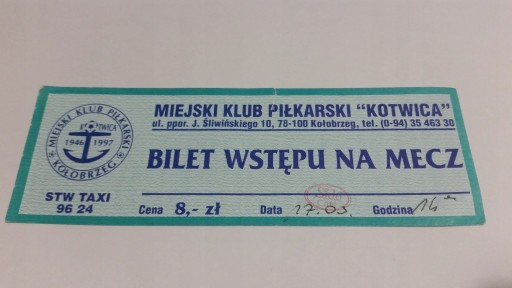 MIEJSKI KLUB PIŁKARSKI
KOTWICA
1946 1997
KOŁOBRZEG
STW TAXI
96 24
MIEJSKI KLUB PIŁKARSKI "KOTWICA"
ul. ppor. J. Śliwińskiego 10, 78-100 Kołobrzeg, tel. (0-94) 35 463 30
BILET WSTĘPU NA MECZ
Cena 8,- zł Data 17.03. Godzina